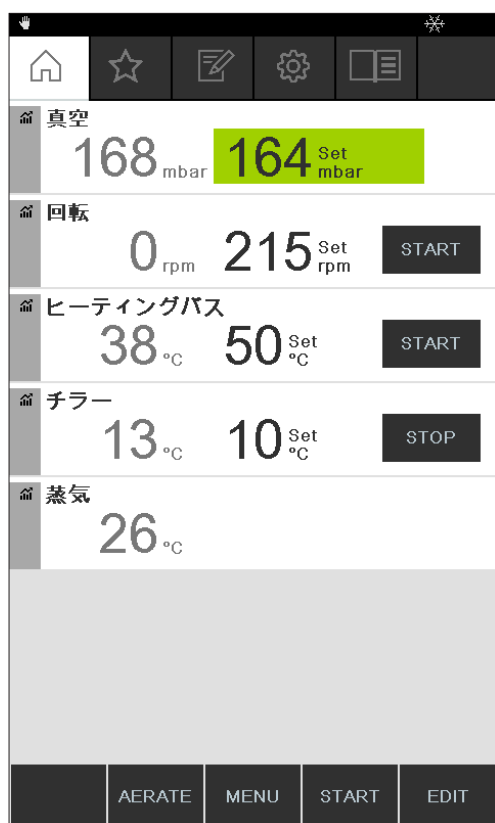 真空
168 mbar 164 Set mbar
回転
0 rpm 215 Set rpm START
ヒーティングバス
38 °C 50 Set °C START
チラー
13 °C 10 Set °C STOP
蒸気
26 °C
AERATE MENU START EDIT